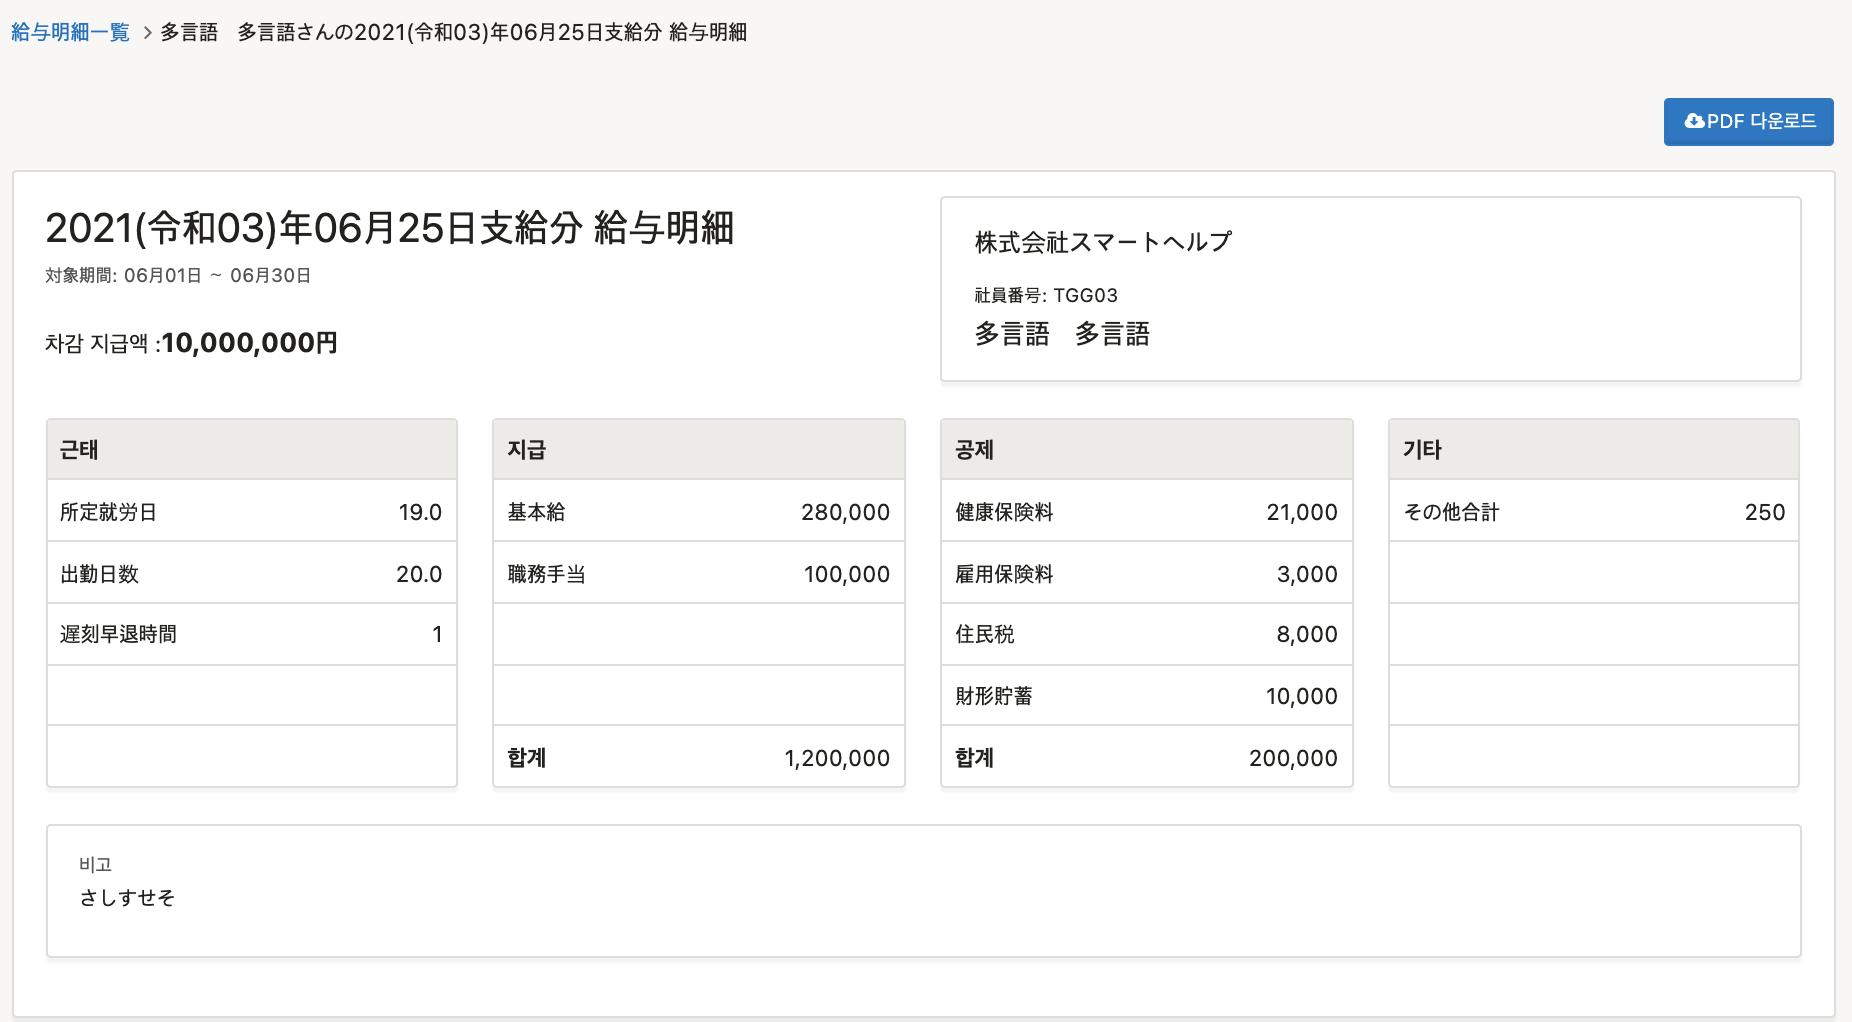 給与明細一覧 > 多言語　多言語さんの2021(令和03)年06月25日支給分 給与明細
PDF 다운로드
2021(令和03)年06月25日支給分 給与明細
対象期間: 06月01日 ~ 06月30日
차감 지급액 :10,000,000円
株式会社スマートヘルプ
社員番号: TGG03
多言語　多言語
근태
所定就労日 19.0
出勤日数 20.0
遅刻早退時間 1
지급
基本給 280,000
職務手当 100,000
합계 1,200,000
공제
健康保険料 21,000
雇用保険料 3,000
住民税 8,000
財形貯蓄 10,000
합계 200,000
기타
その他合計 250
비고
さしすせそ